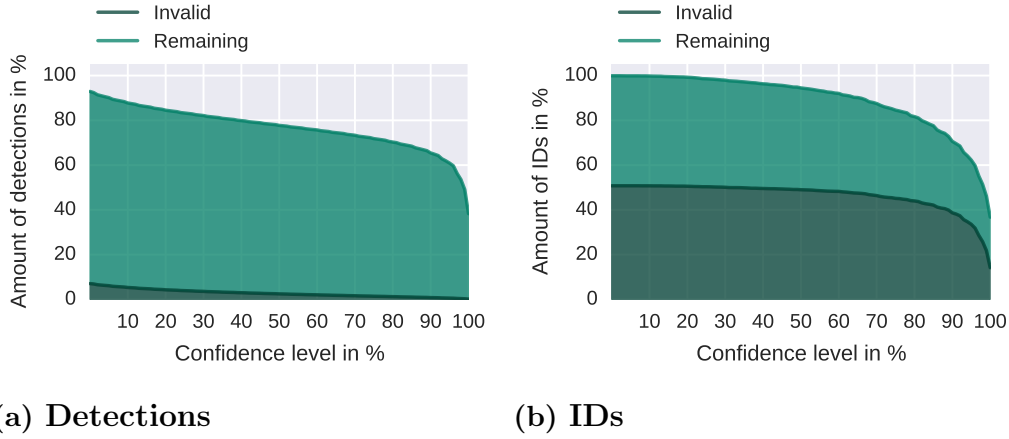 Invalid
Remaining
Amount of detections in %
100
80
60
40
20
0
10 20 30 40 50 60 70 80 90 100
Confidence level in %
(a) Detections
Invalid
Remaining
Amount of IDs in %
100
80
60
40
20
0
10 20 30 40 50 60 70 80 90 100
Confidence level in %
(b) IDs